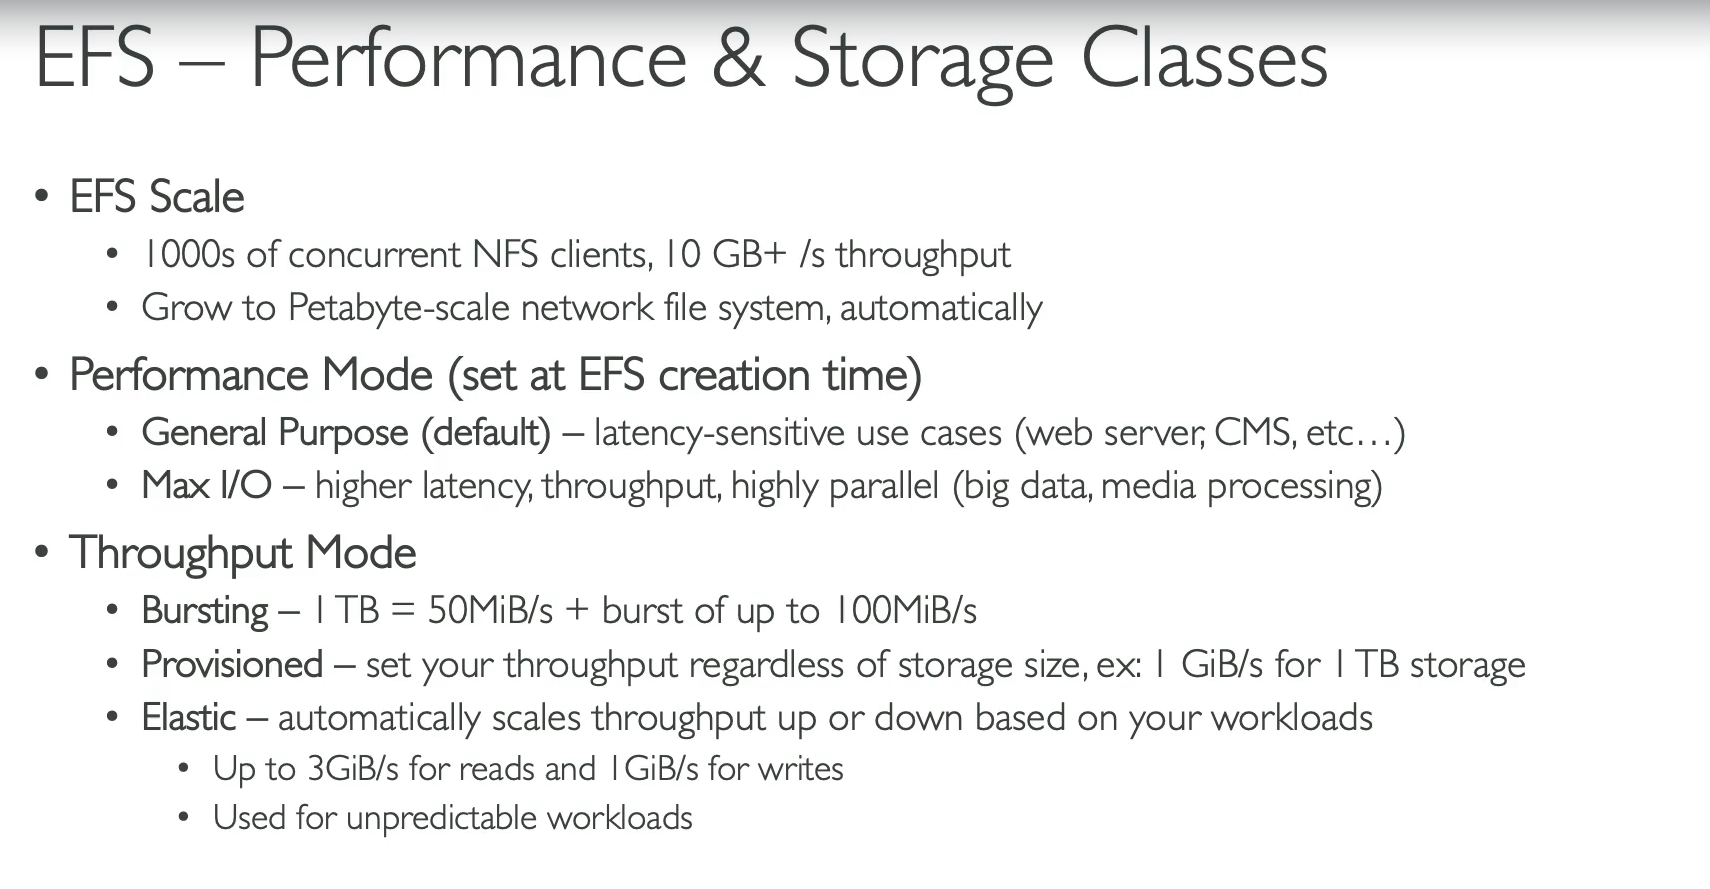 EFS – Performance & Storage Classes
• EFS Scale
• 1000s of concurrent NFS clients, 10 GB+ /s throughput
• Grow to Petabyte-scale network file system, automatically
• Performance Mode (set at EFS creation time)
• General Purpose (default) – latency-sensitive use cases (web server, CMS, etc…)
• Max I/O – higher latency, throughput, highly parallel (big data, media processing)
• Throughput Mode
• Bursting – 1 TB = 50MiB/s + burst of up to 100MiB/s
• Provisioned – set your throughput regardless of storage size, ex: 1 GiB/s for 1 TB storage
• Elastic – automatically scales throughput up or down based on your workloads
• Up to 3GiB/s for reads and 1GiB/s for writes
• Used for unpredictable workloads